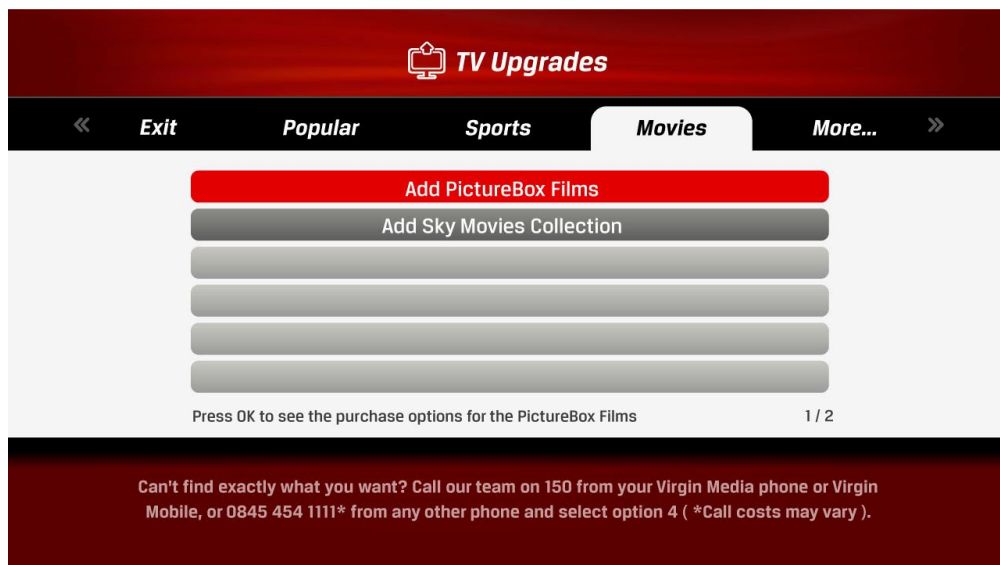 TV Upgrades
« Exit Popular Sports Movies More... »
Add PictureBox Films
Add Sky Movies Collection
Press OK to see the purchase options for the PictureBox Films 1 / 2
Can't find exactly what you want? Call our team on 150 from your Virgin Media phone or Virgin
Mobile, or 0845 454 1111* from any other phone and select option 4 ( *Call costs may vary ).